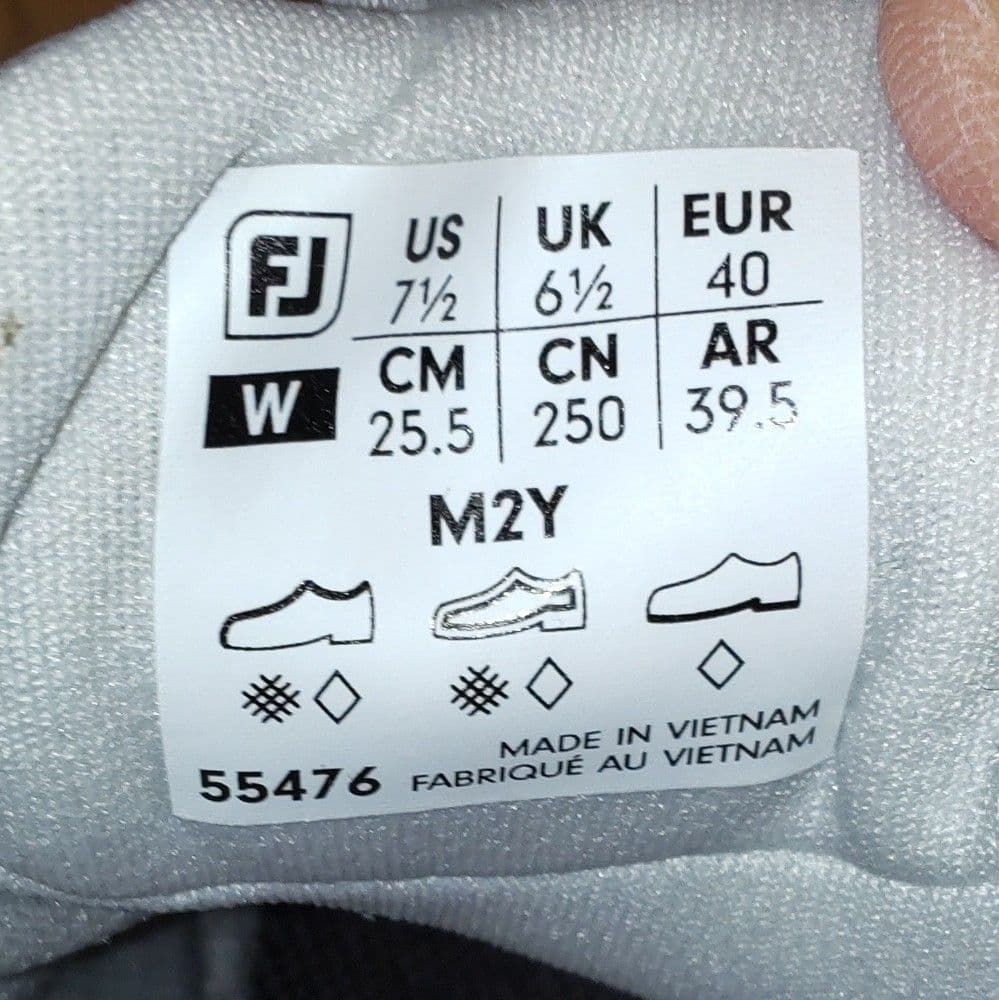 FJ US UK EUR
7½ 6½ 40
W CM CN AR
25.5 250 39.5
M2Y
MADE IN VIETNAM
55476 FABRIQUÉ AU VIETNAM